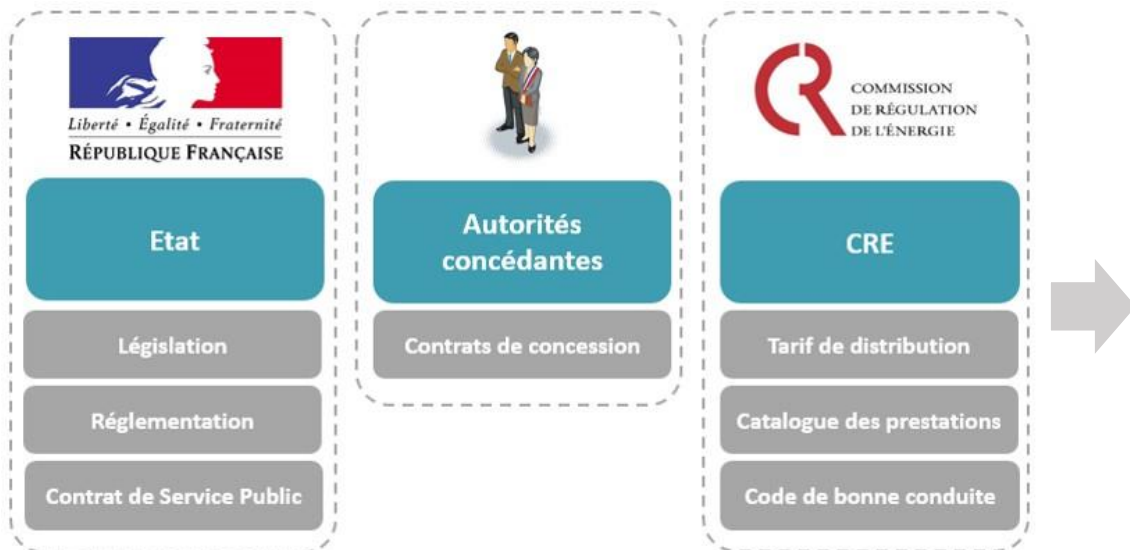 Liberté • Égalité • Fraternité
RÉPUBLIQUE FRANÇAISE
Etat
Législation
Réglementation
Contrat de Service Public
Autorités
concédantes
Contrats de concession
COMMISSION
DE RÉGULATION
DE L'ÉNERGIE
CRE
Tarif de distribution
Catalogue des prestations
Code de bonne conduite